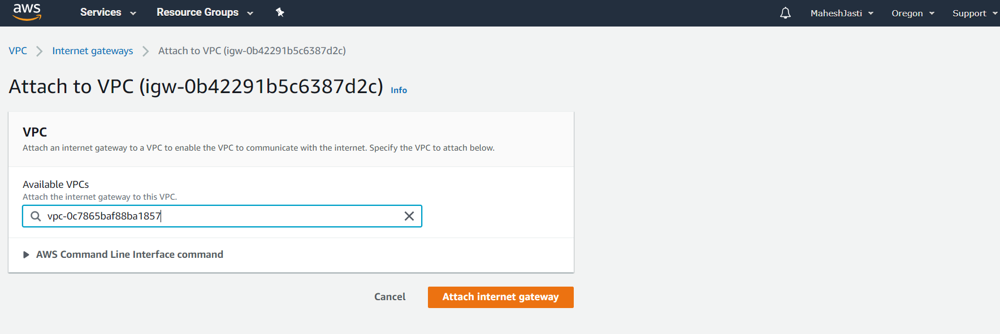 aws Services Resource Groups MaheshJasti Oregon Support
VPC Internet gateways Attach to VPC (igw-0b42291b5c6387d2c)
Attach to VPC (igw-0b42291b5c6387d2c) Info
VPC
Attach an internet gateway to a VPC to enable the VPC to communicate with the internet. Specify the VPC to attach below.
Available VPCs
Attach the internet gateway to this VPC.
vpc-0c7865baf88ba1857
AWS Command Line Interface command
Cancel Attach internet gateway